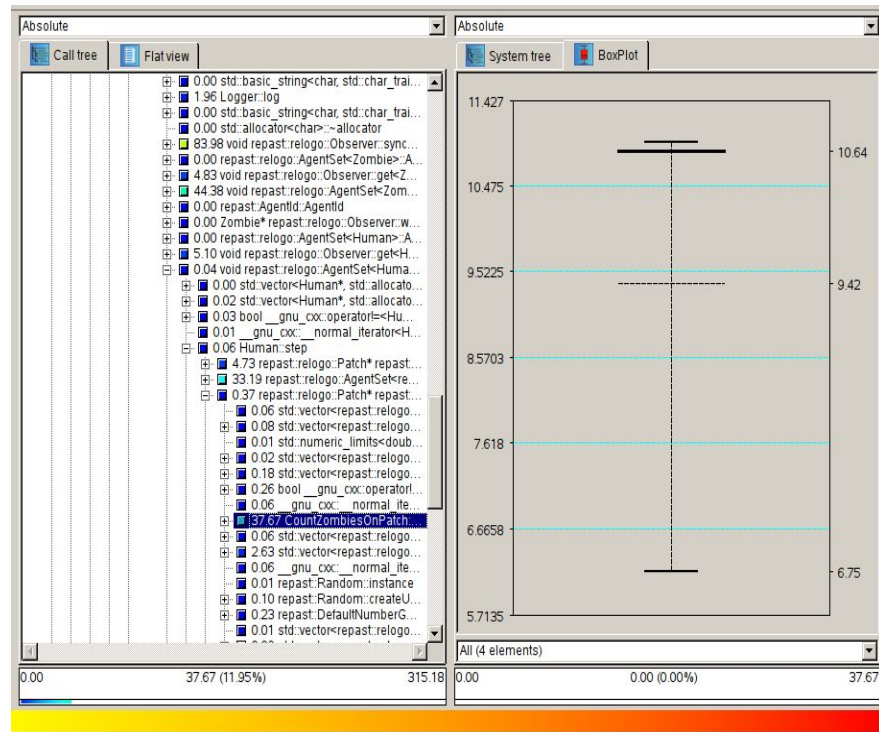 Absolute
Call tree
Flat view
0.00 std::basic_string<char, std::char_trai...
1.96 Logger::log
0.00 std::basic_string<char, std::char_trai...
0.00 std::allocator<char>::~allocator
83.98 void repast::relogo::Observer::sync...
0.00 repast::relogo::AgentSet<Zombie>::A...
4.83 void repast::relogo::Observer::get<Z...
44.38 void repast::relogo::AgentSet<Zom...
0.00 repast::AgentId::AgentId
0.00 Zombie* repast::relogo::Observer::w...
0.00 repast::relogo::AgentSet<Human>::A...
5.10 void repast::relogo::Observer::get<H...
0.04 void repast::relogo::AgentSet<Huma...
0.00 std::vector<Human*, std::allocato...
0.02 std::vector<Human*, std::allocato...
0.03 bool __gnu_cxx::operator!=<Hu...
0.01 __gnu_cxx::__normal_iterator<H...
0.06 Human::step
4.73 repast::relogo::Patch* repast...
33.19 repast::relogo::AgentSet<re...
0.37 repast::relogo::Patch* repast...
0.06 std::vector<repast::relogo...
0.08 std::vector<repast::relogo...
0.01 std::numeric_limits<doub...
0.02 std::vector<repast::relogo...
0.18 std::vector<repast::relogo...
0.26 bool __gnu_cxx::operator!...
0.06 __gnu_cxx::__normal_ite...
37.67 CountZombiesOnPatch:...
0.06 std::vector<repast::relogo...
2.63 std::vector<repast::relogo...
0.06 __gnu_cxx::__normal_ite...
0.01 repast::Random::instance
0.10 repast::Random::createU...
0.23 repast::DefaultNumberG...
0.01 std::vector<repast::relogo...
0.00 37.67 (11.95%) 315.18
Absolute
System tree
BoxPlot
11.427
10.64
10.475
9.5225
9.42
8.5703
7.618
6.6658
6.75
5.7135
All (4 elements)
0.00 0.00 (0.00%) 37.67